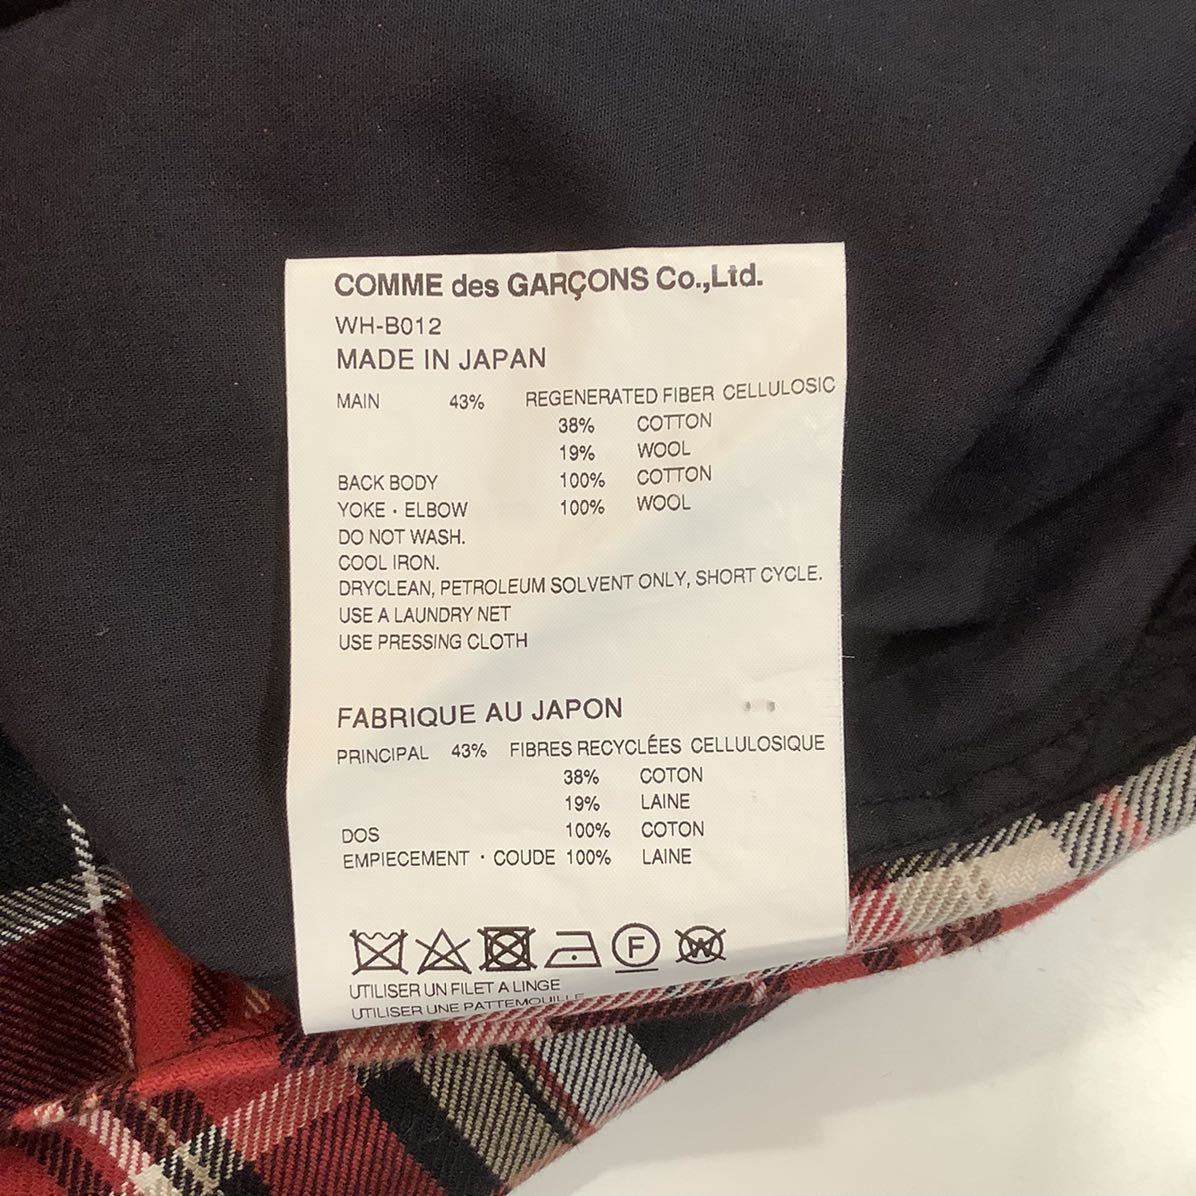 COMME des GARÇONS Co.,Ltd.
WH-B012
MADE IN JAPAN
MAIN 43% REGENERATED FIBER CELLULOSIC
38% COTTON
19% WOOL
BACK BODY 100% COTTON
YOKE · ELBOW 100% WOOL
DO NOT WASH.
COOL IRON.
DRYCLEAN, PETROLEUM SOLVENT ONLY, SHORT CYCLE.
USE A LAUNDRY NET
USE PRESSING CLOTH
FABRIQUE AU JAPON
PRINCIPAL 43% FIBRES RECYCLÉES CELLULOSIQUE
38% COTON
19% LAINE
DOS 100% COTON
EMPIECEMENT · COUDE 100% LAINE
F W
UTILISER UN FILET A LINGE
UTILISER UNE PATTEMOUILLE